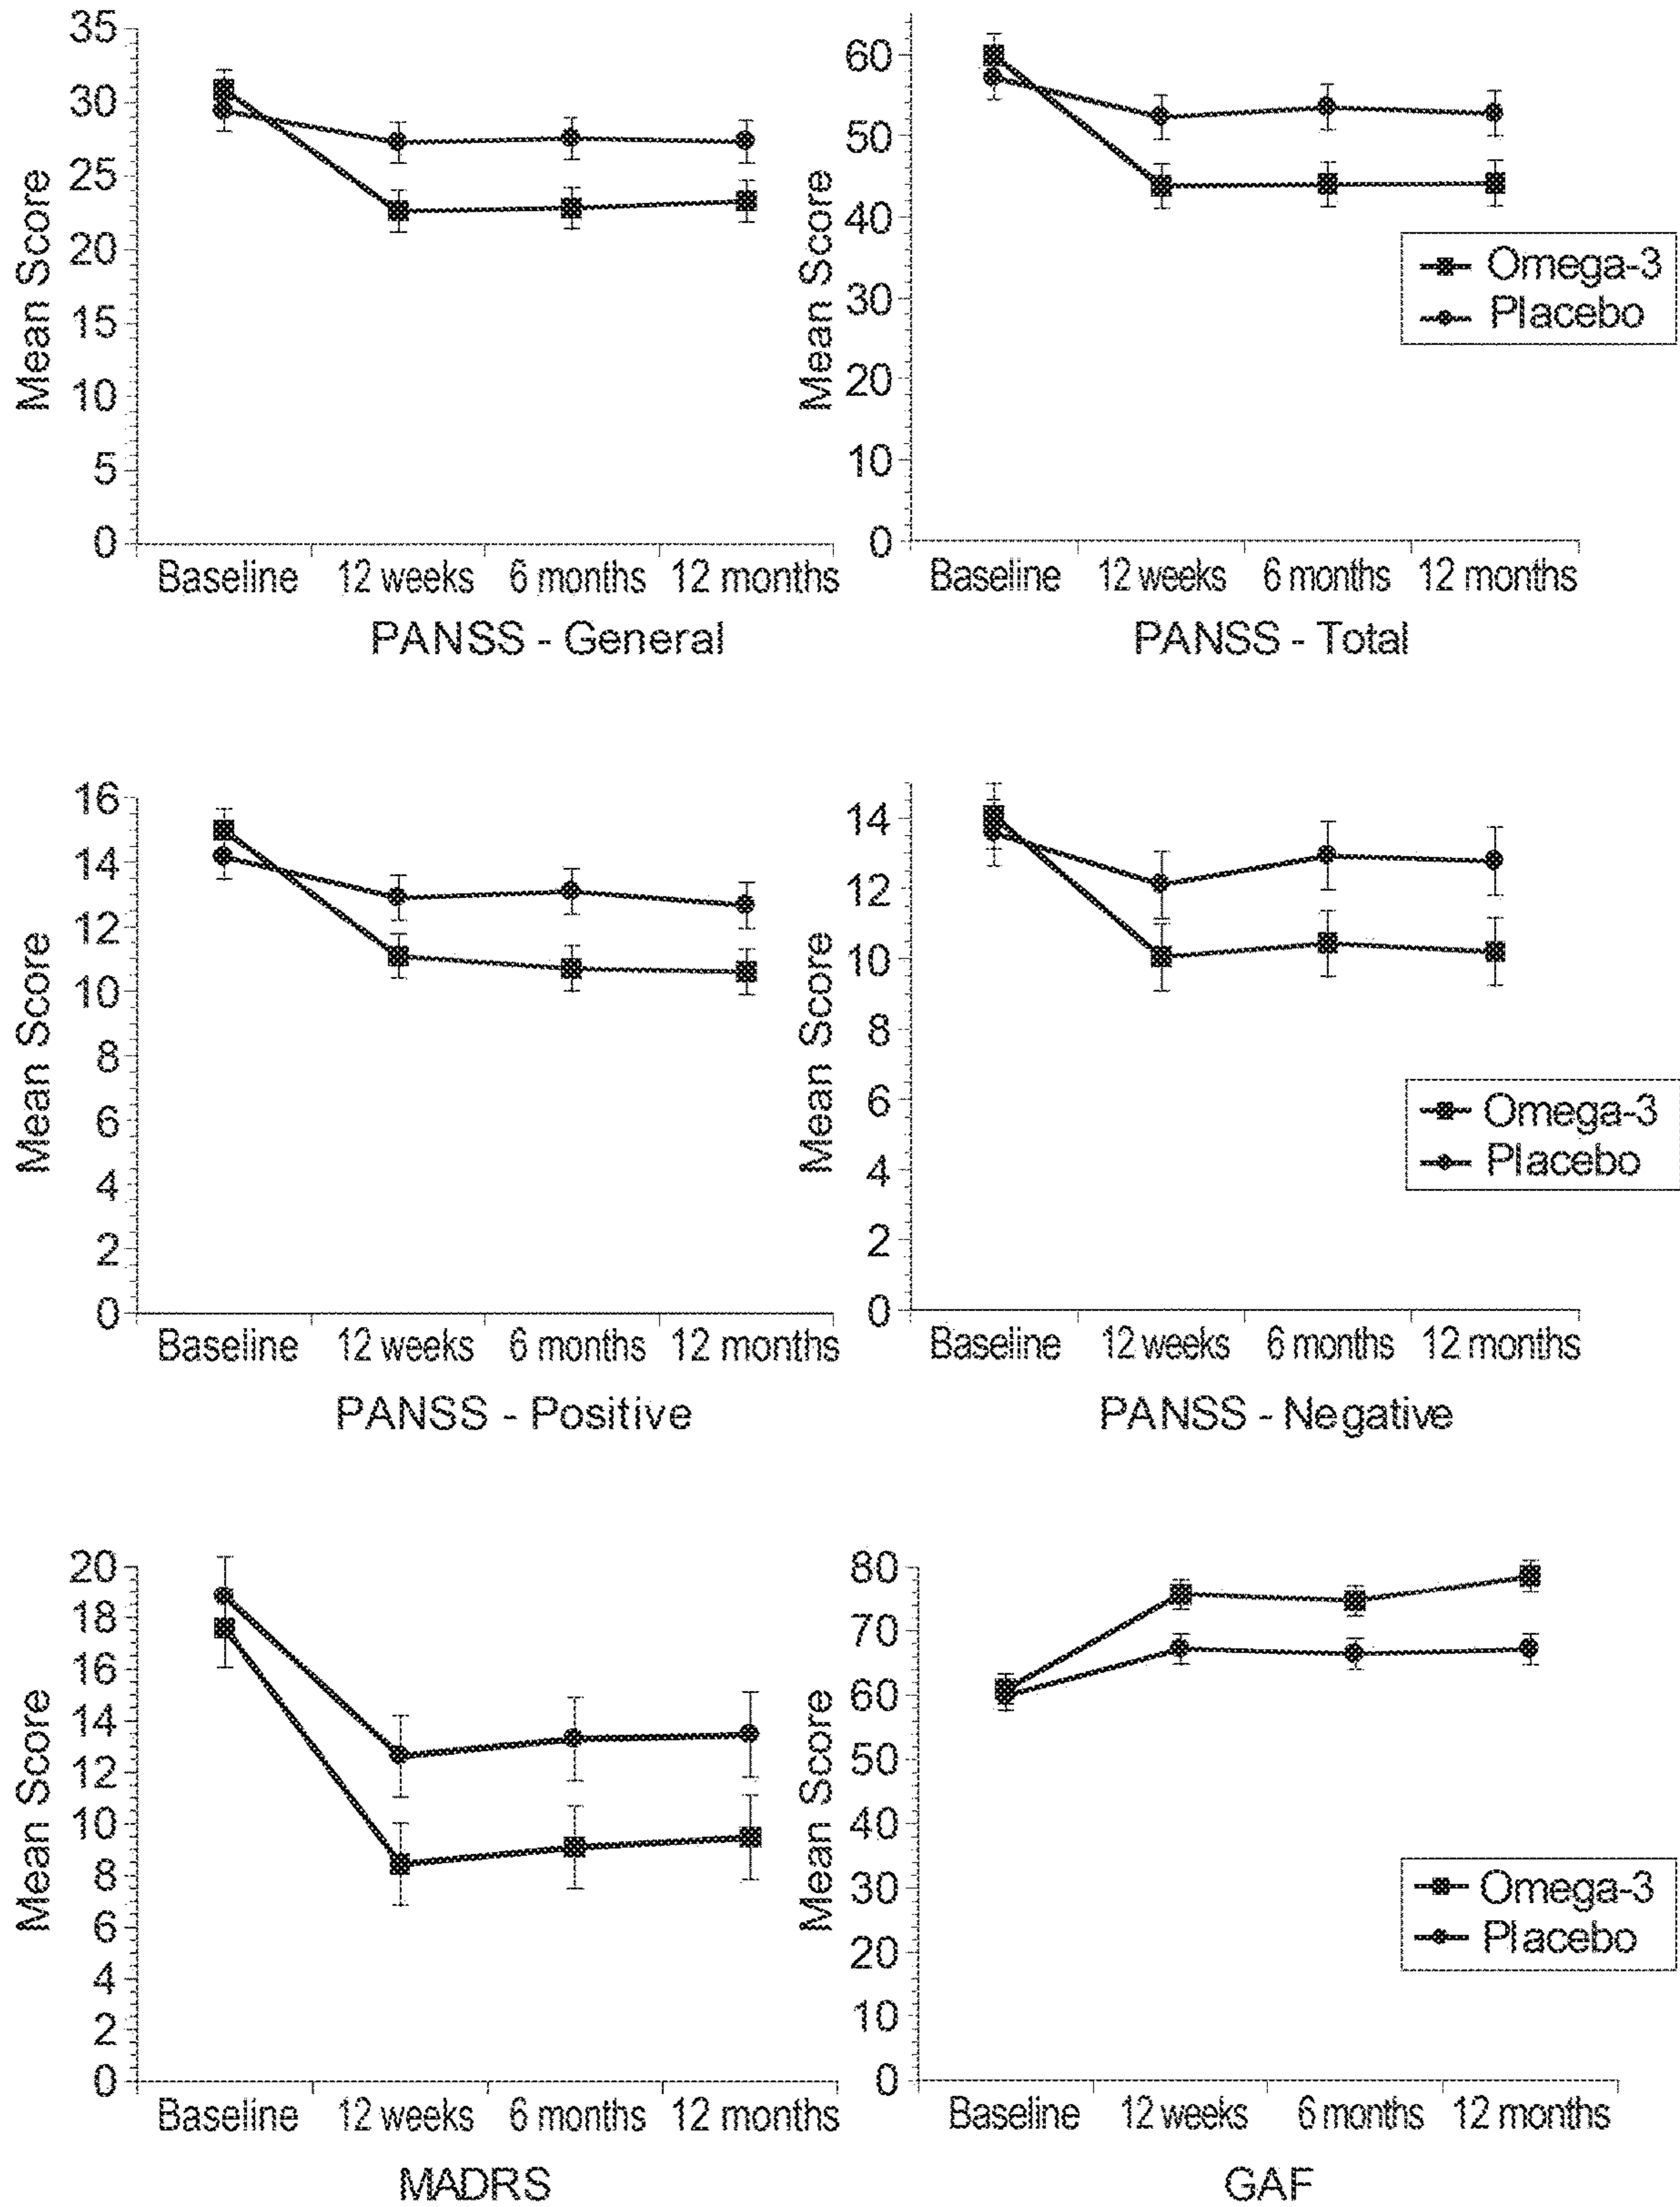 35
30
25
20
15
10
5
0
Mean Score
Baseline 12 weeks 6 months 12 months
PANSS - General
60
50
40
30
20
10
0
Mean Score
Omega-3
Placebo
Baseline 12 weeks 6 months 12 months
PANSS - Total
16
14
12
10
8
6
4
2
0
Mean Score
Baseline 12 weeks 6 months 12 months
PANSS - Positive
14
12
10
8
6
4
2
0
Mean Score
Omega-3
Placebo
Baseline 12 weeks 6 months 12 months
PANSS - Negative
20
18
16
14
12
10
8
6
4
2
0
Mean Score
Baseline 12 weeks 6 months 12 months
MADRS
80
70
60
50
40
30
20
10
0
Mean Score
Omega-3
Placebo
Baseline 12 weeks 6 months 12 months
GAF